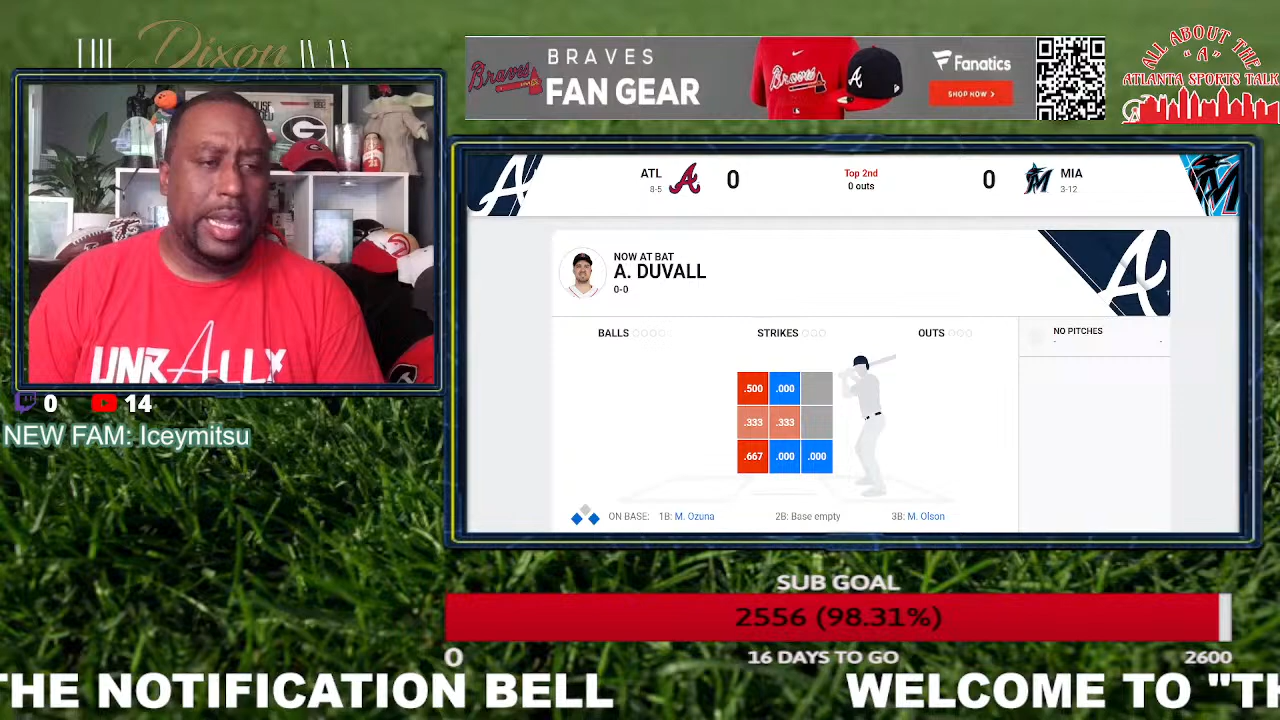 Dixon
BRAVES
FAN GEAR
Braves
Braves
Fanatics
SHOP NOW >
ALL ABOUT THE
"A"
ATLANTA SPORTS TALK
UNRALLY
0
14
NEW FAM: Iceymitsu
ATL
8-5
0
Top 2nd
0 outs
0
MIA
3-12
NOW AT BAT
A. DUVALL
0-0
BALLS
STRIKES
OUTS
NO PITCHES
-
-
.500 .000
.333 .333
.667 .000 .000
ON BASE: 1B: M. Ozuna 2B: Base empty 3B: M. Olson
SUB GOAL
2556 (98.31%)
0
16 DAYS TO GO
2600
THE NOTIFICATION BELL
WELCOME TO "TH